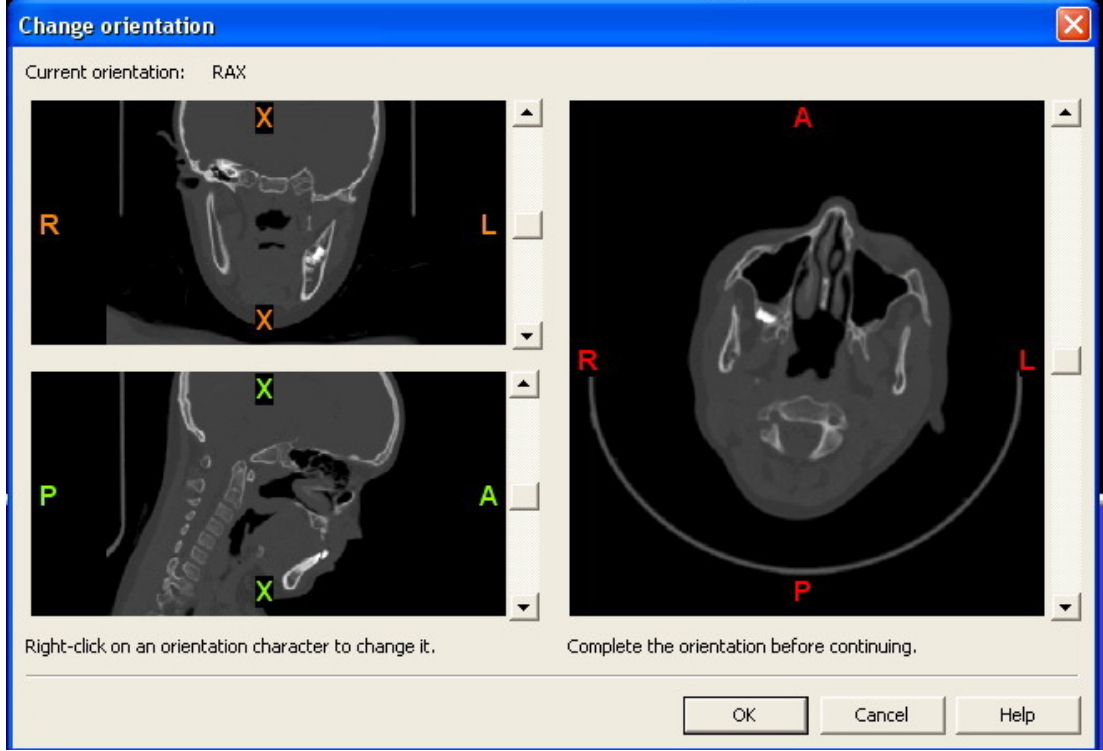 Change orientation
Current orientation: RAX
X
R
L
X
X
P
A
X
A
R
L
P
Right-click on an orientation character to change it.
Complete the orientation before continuing.
OK
Cancel
Help